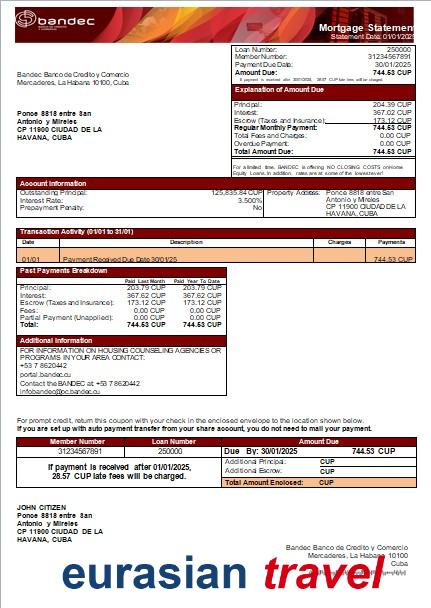 bandec
Mortgage Statement
Statement Date: 01/01/2025
Loan Number: 250000
Member Number: 31234567891
Payment Due Date: 30/01/2025
Amount Due: 744.53 CUP
If payment is received after 30/01/2025, 28.57 CUP late fees will be charged.
Bandec Banco de Credito y Comercio
Mercaderes, La Habana 10100, Cuba
Explanation of Amount Due
Principal: 204.39 CUP
Interest: 367.02 CUP
Escrow (Taxes and Insurance): 173.12 CUP
Regular Monthly Payment: 744.53 CUP
Total Fees and Charges: 0.00 CUP
Overdue Payment: 0.00 CUP
Total Amount Due: 744.53 CUP
Ponce 8818 entre San
Antonio y Mireles
CP 11900 CIUDAD DE LA
HAVANA, CUBA
For a limited time, BANDEC is offering NO CLOSING COSTS on Home
Equity Loans. In addition, rates are at some of the lowest ever!
Account Information
Outstanding Principal: 125,835.84 CUP
Interest Rate: 3.500%
Prepayment Penalty: No
Property Address: Ponce 8818 entre San
Antonio y Mireles
CP 11900 CIUDAD DE LA
HAVANA, CUBA
Transaction Activity (01/01 to 31/01)
Date Description Charges Payments
01/01 Payment Received Due Date 30/01/25 744.53 CUP
Past Payments Breakdown
Paid Last Month Paid Year To Date
Principal: 203.79 CUP 203.79 CUP
Interest: 367.62 CUP 367.62 CUP
Escrow (Taxes and Insurance): 173.12 CUP 173.12 CUP
Fees: 0.00 CUP 0.00 CUP
Partial Payment (Unapplied): 0.00 CUP 0.00 CUP
Total: 744.53 CUP 744.53 CUP
Additional Information
FOR INFORMATION ON HOUSING COUNSELING AGENCIES OR
PROGRAMS IN YOUR AREA CONTACT:
+53 7 8620442
portal.bandec.cu
Contact the BANDEC at: +53 7 8620442
infobandec@oc.bandec.cu
For prompt credit, return this coupon with your check in the enclosed envelope to the location shown below.
If you are set up with auto payment transfer from your share account, you do not need to mail your payment.
Member Number Loan Number Amount Due
31234567891 250000 Due By: 30/01/2025 744.53 CUP
If payment is received after 01/01/2025,
28.57 CUP late fees will be charged.
Additional Principal: CUP
Additional Escrow: CUP
Total Amount Enclosed: CUP
JOHN CITIZEN
Ponce 8818 entre San
Antonio y Mireles
CP 11900 CIUDAD DE LA
HAVANA, CUBA
Bandec Banco de Credito y Comercio
Mercaderes, La Habana 10100
Cuba
eurasian travel